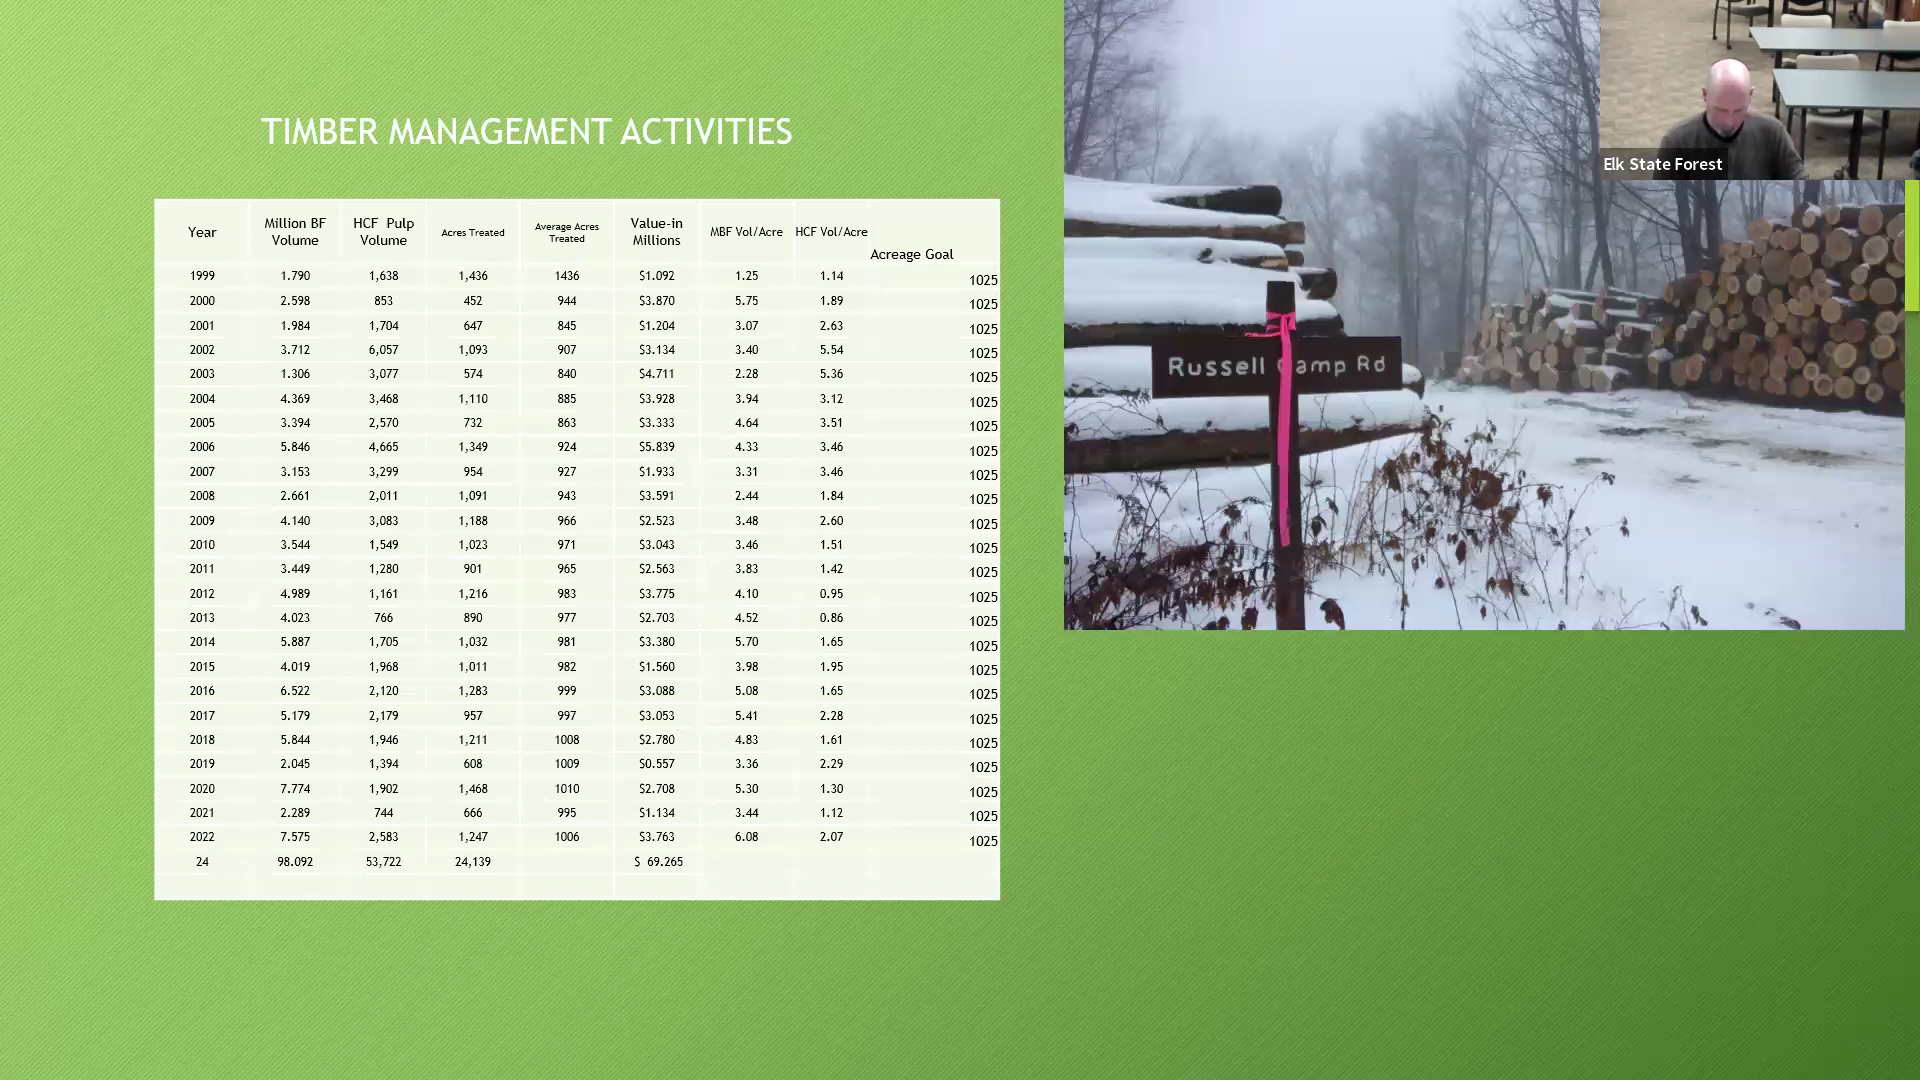 TIMBER MANAGEMENT ACTIVITIES
Year Million BF Volume HCF Pulp Volume Acres Treated Average Acres Treated Value-in Millions MBF Vol/Acre HCF Vol/Acre Acreage Goal
1999 1.790 1,638 1,436 1436 $1.092 1.25 1.14 1025
2000 2.598 853 452 944 $3.870 5.75 1.89 1025
2001 1.984 1,704 647 845 $1.204 3.07 2.63 1025
2002 3.712 6,057 1,093 907 $3.134 3.40 5.54 1025
2003 1.306 3,077 574 840 $4.711 2.28 5.36 1025
2004 4.369 3,468 1,110 885 $3.928 3.94 3.12 1025
2005 3.394 2,570 732 863 $3.333 4.64 3.51 1025
2006 5.846 4,665 1,349 924 $5.839 4.33 3.46 1025
2007 3.153 3,299 954 927 $1.933 3.31 3.46 1025
2008 2.661 2,011 1,091 943 $3.591 2.44 1.84 1025
2009 4.140 3,083 1,188 966 $2.523 3.48 2.60 1025
2010 3.544 1,549 1,023 971 $3.043 3.46 1.51 1025
2011 3.449 1,280 901 965 $2.563 3.83 1.42 1025
2012 4.989 1,161 1,216 983 $3.775 4.10 0.95 1025
2013 4.023 766 890 977 $2.703 4.52 0.86 1025
2014 5.887 1,705 1,032 981 $3.380 5.70 1.65 1025
2015 4.019 1,968 1,011 982 $1.560 3.98 1.95 1025
2016 6.522 2,120 1,283 999 $3.088 5.08 1.65 1025
2017 5.179 2,179 957 997 $3.053 5.41 2.28 1025
2018 5.844 1,946 1,211 1008 $2.780 4.83 1.61 1025
2019 2.045 1,394 608 1009 $0.557 3.36 2.29 1025
2020 7.774 1,902 1,468 1010 $2.708 5.30 1.30 1025
2021 2.289 744 666 995 $1.134 3.44 1.12 1025
2022 7.575 2,583 1,247 1006 $3.763 6.08 2.07 1025
24 98.092 53,722 24,139 $ 69.265
Elk State Forest
Russell Camp Rd